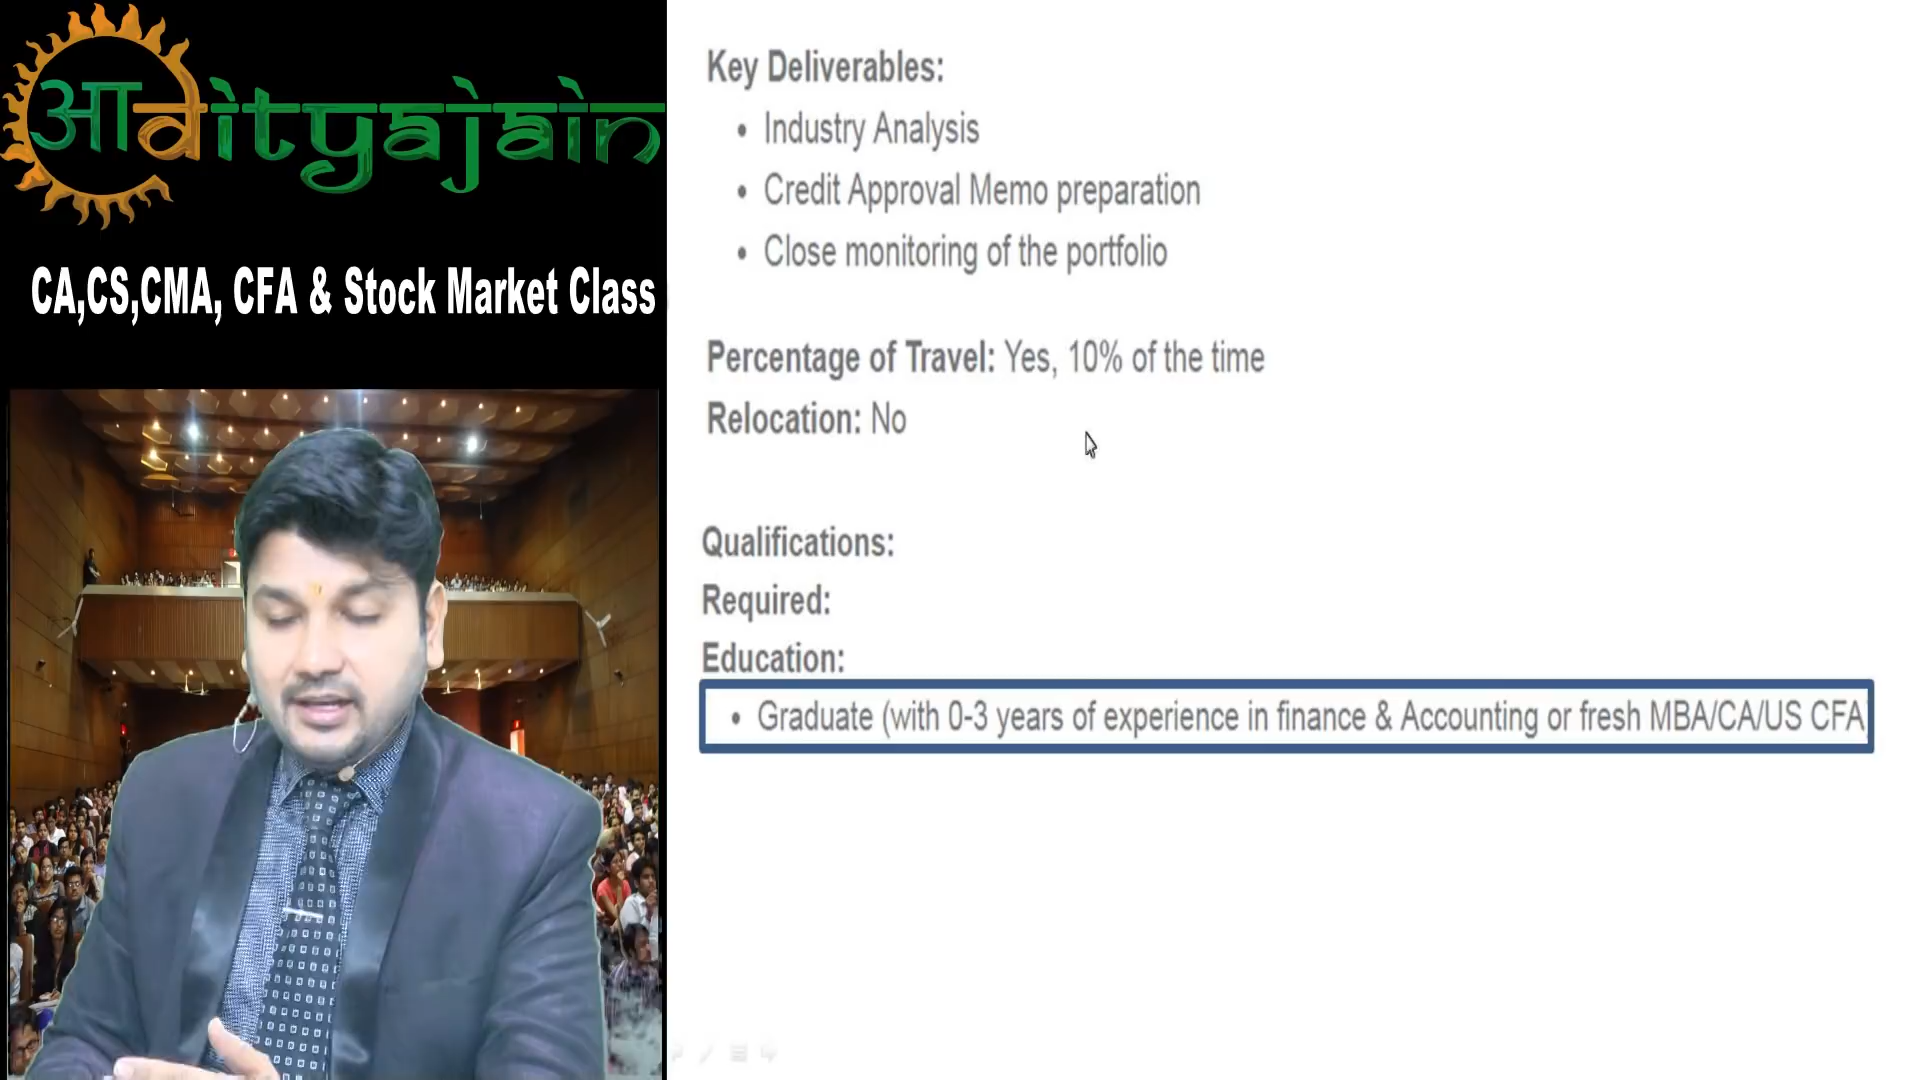 आdityajain
CA,CS,CMA, CFA & Stock Market Class
Key Deliverables:
• Industry Analysis
• Credit Approval Memo preparation
• Close monitoring of the portfolio
Percentage of Travel: Yes, 10% of the time
Relocation: No
Qualifications:
Required:
Education:
• Graduate (with 0-3 years of experience in finance & Accounting or fresh MBA/CA/US CFA